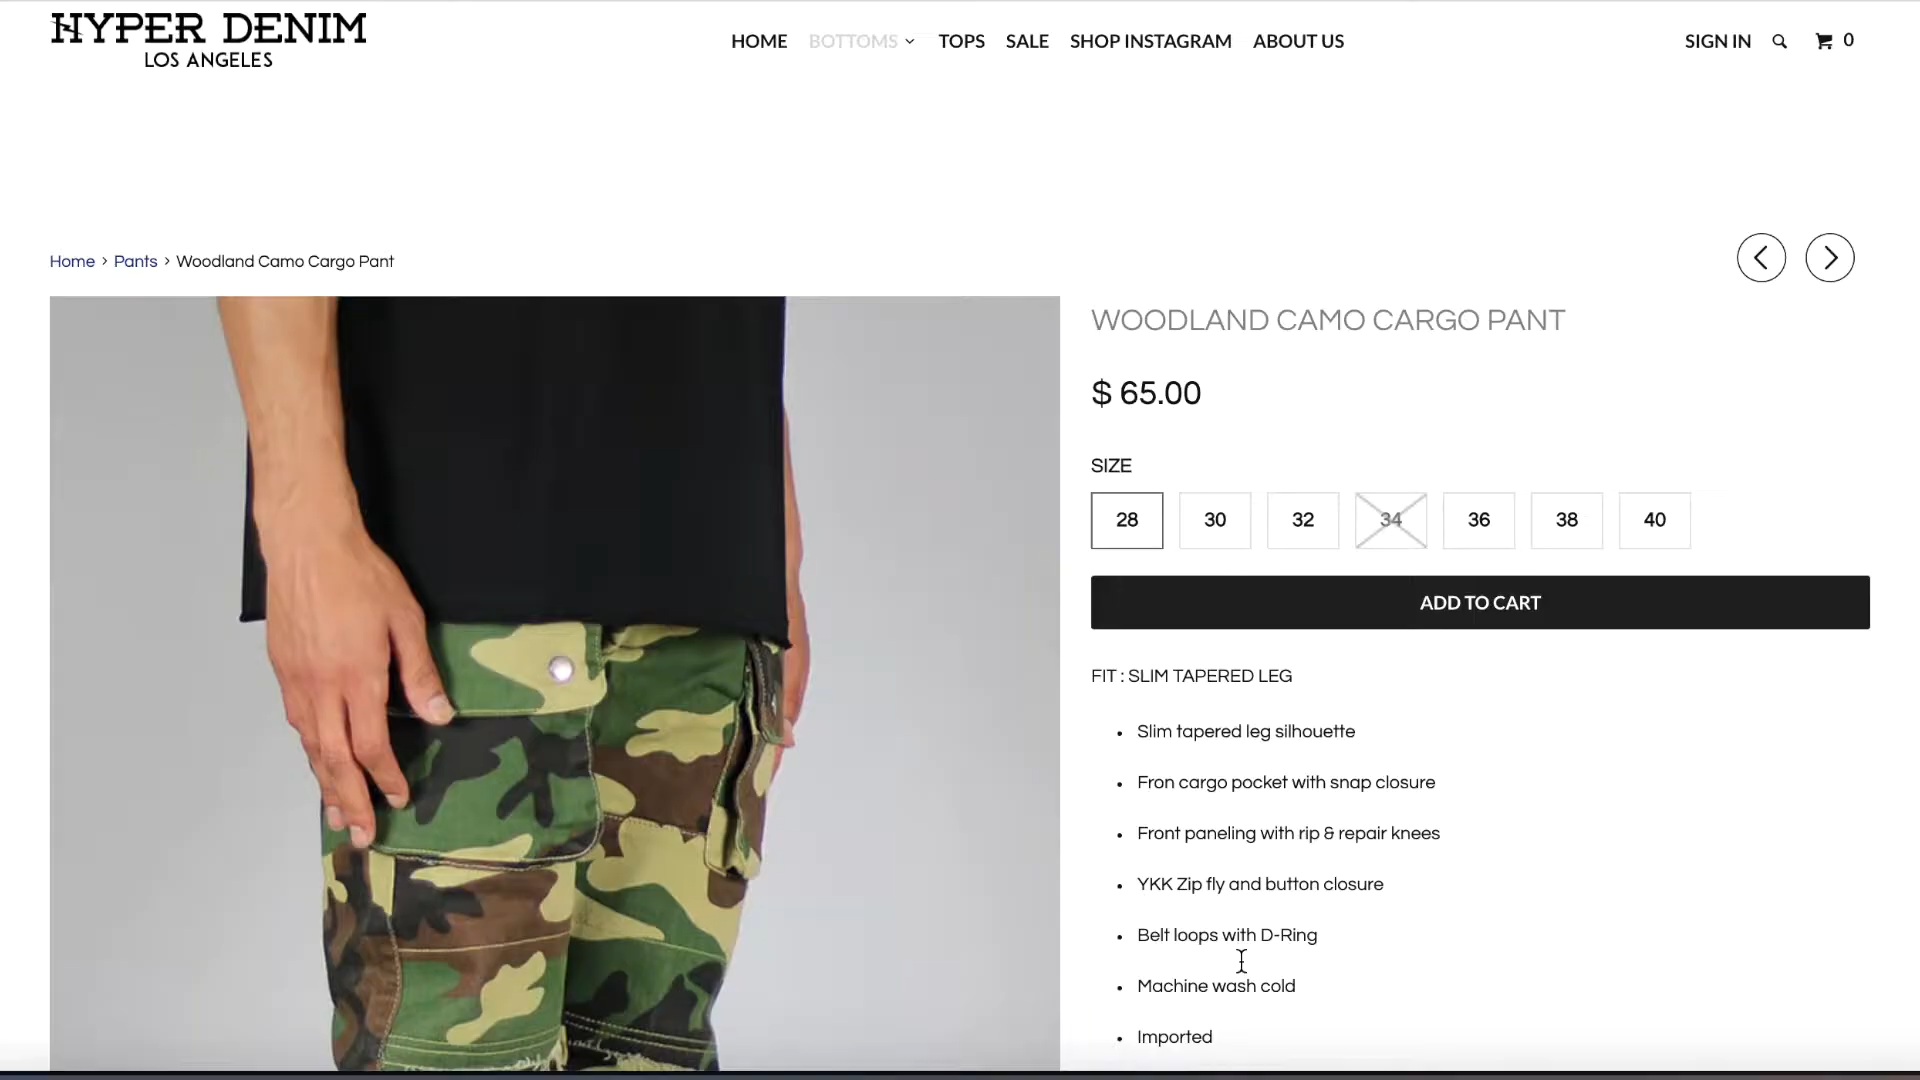 HYPER DENIM
LOS ANGELES
HOME BOTTOMS TOPS SALE SHOP INSTAGRAM ABOUT US
SIGN IN 0
Home › Pants › Woodland Camo Cargo Pant
WOODLAND CAMO CARGO PANT
$ 65.00
SIZE
28 30 32 34 36 38 40
ADD TO CART
FIT : SLIM TAPERED LEG
• Slim tapered leg silhouette
• Fron cargo pocket with snap closure
• Front paneling with rip & repair knees
• YKK Zip fly and button closure
• Belt loops with D-Ring
• Machine wash cold
• Imported